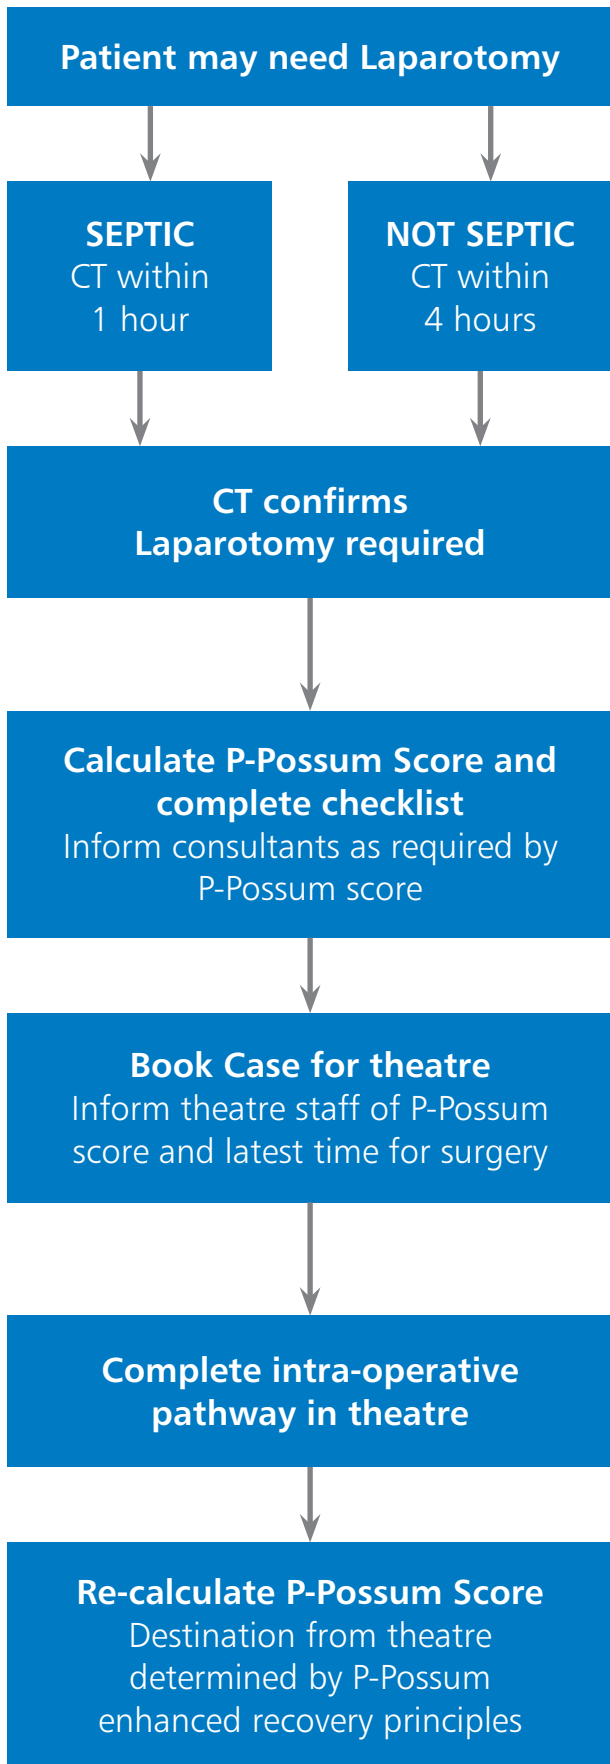 Patient may need Laparotomy
SEPTIC
CT within
1 hour
NOT SEPTIC
CT within
4 hours
CT confirms
Laparotomy required
Calculate P-Possum Score and
complete checklist
Inform consultants as required by
P-Possum score
Book Case for theatre
Inform theatre staff of P-Possum
score and latest time for surgery
Complete intra-operative
pathway in theatre
Re-calculate P-Possum Score
Destination from theatre
determined by P-Possum
enhanced recovery principles